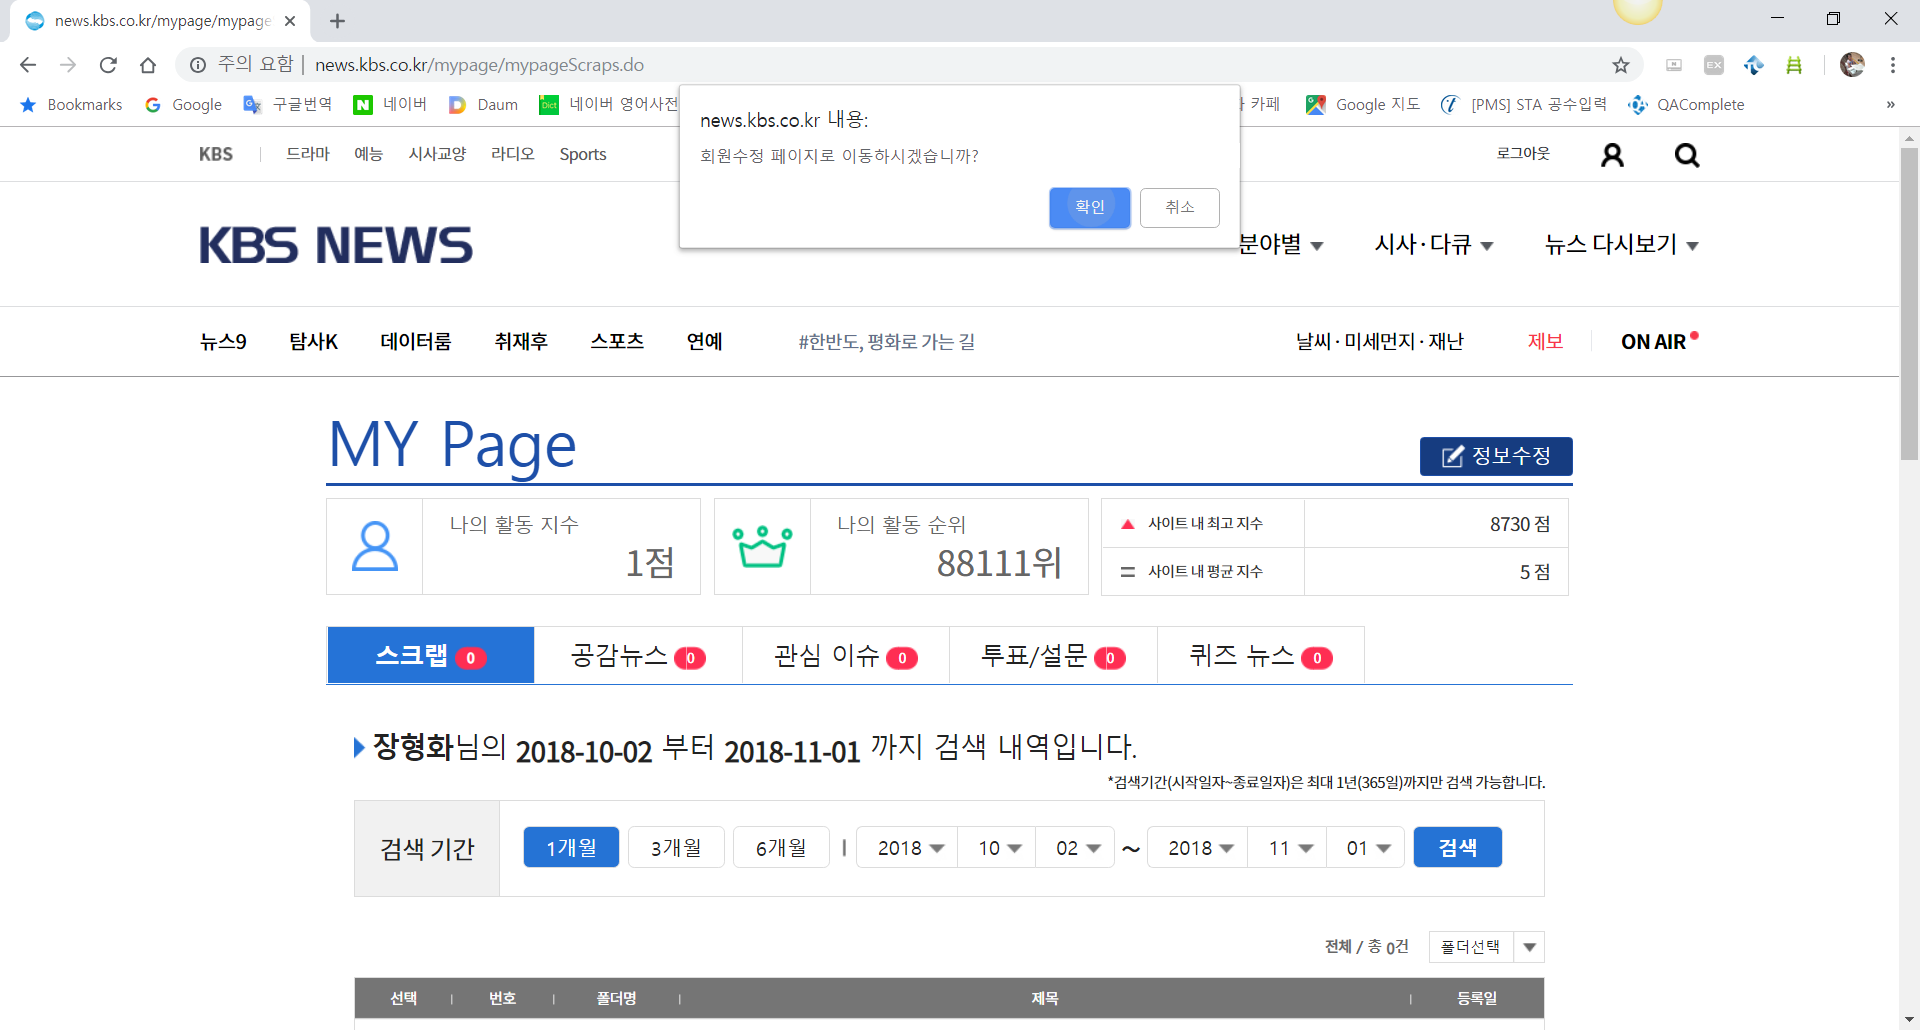 news.kbs.co.kr/mypage/mypage
주의 요함 | news.kbs.co.kr/mypage/mypageScraps.do
EX
Bookmarks Google 구글번역 네이버 Daum 네이버 영어사전 카페 Google 지도 [PMS] STA 공수입력 QAComplete »
news.kbs.co.kr 내용:
회원수정 페이지로 이동하시겠습니까?
확인 취소
KBS 드라마 예능 시사교양 라디오 Sports 로그아웃
KBS NEWS 분야별 시사·다큐 뉴스 다시보기
뉴스9 탐사K 데이터룸 취재후 스포츠 연예 #한반도, 평화로 가는 길 날씨·미세먼지·재난 제보 ON AIR
MY Page 정보수정
나의 활동 지수
1점
나의 활동 순위
88111위
사이트 내 최고 지수 8730 점
사이트 내 평균 지수 5 점
스크랩 0 공감뉴스 0 관심 이슈 0 투표/설문 0 퀴즈 뉴스 0
장형화님의 2018-10-02 부터 2018-11-01 까지 검색 내역입니다.
*검색기간(시작일자~종료일자)은 최대 1년(365일)까지만 검색 가능합니다.
검색 기간 1개월 3개월 6개월 2018 10 02 ~ 2018 11 01 검색
전체 / 총 0건 폴더선택
선택 | 번호 | 폴더명 | 제목 | 등록일